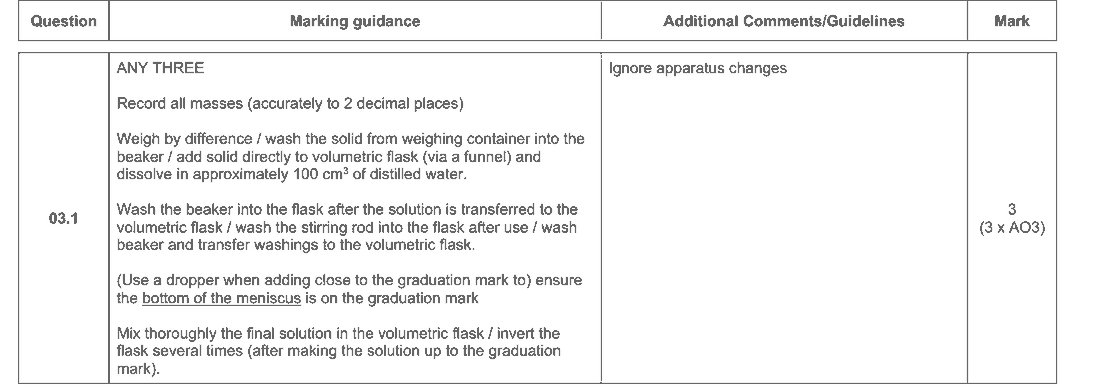 Question Marking guidance Additional Comments/Guidelines Mark
ANY THREE
Ignore apparatus changes
Record all masses (accurately to 2 decimal places)
Weigh by difference / wash the solid from weighing container into the
beaker / add solid directly to volumetric flask (via a funnel) and
dissolve in approximately 100 cm³ of distilled water.
03.1
Wash the beaker into the flask after the solution is transferred to the
volumetric flask / wash the stirring rod into the flask after use / wash
beaker and transfer washings to the volumetric flask.
3
(3 x AO3)
(Use a dropper when adding close to the graduation mark to) ensure
the bottom of the meniscus is on the graduation mark
Mix thoroughly the final solution in the volumetric flask / invert the
flask several times (after making the solution up to the graduation
mark).